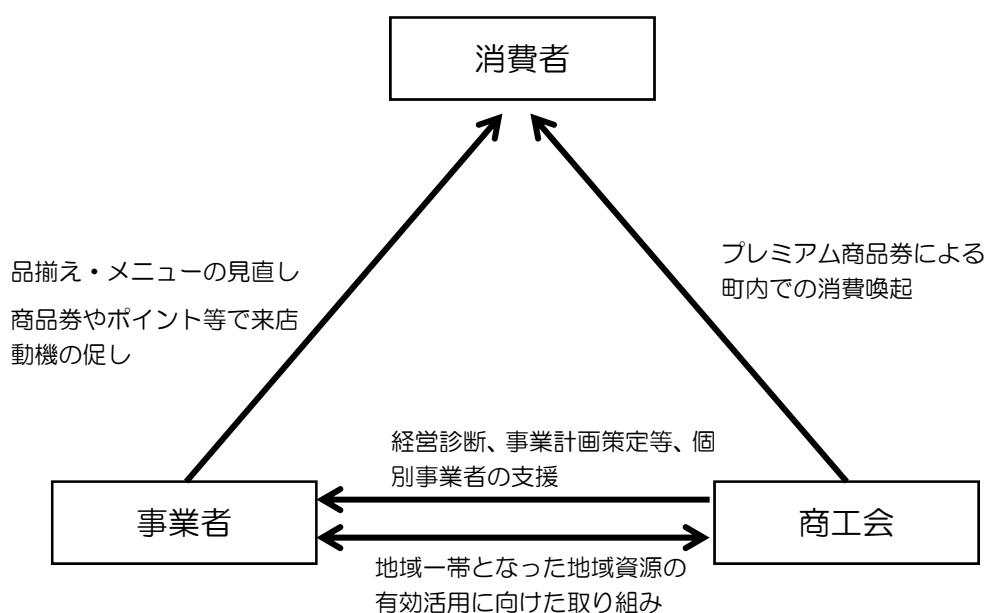 消費者
品揃え・メニューの見直し
商品券やポイント等で来店
動機の促し
プレミアム商品券による
町内での消費喚起
経営診断、事業計画策定等、個
別事業者の支援
事業者
商工会
地域一帯となった地域資源の
有効活用に向けた取り組み